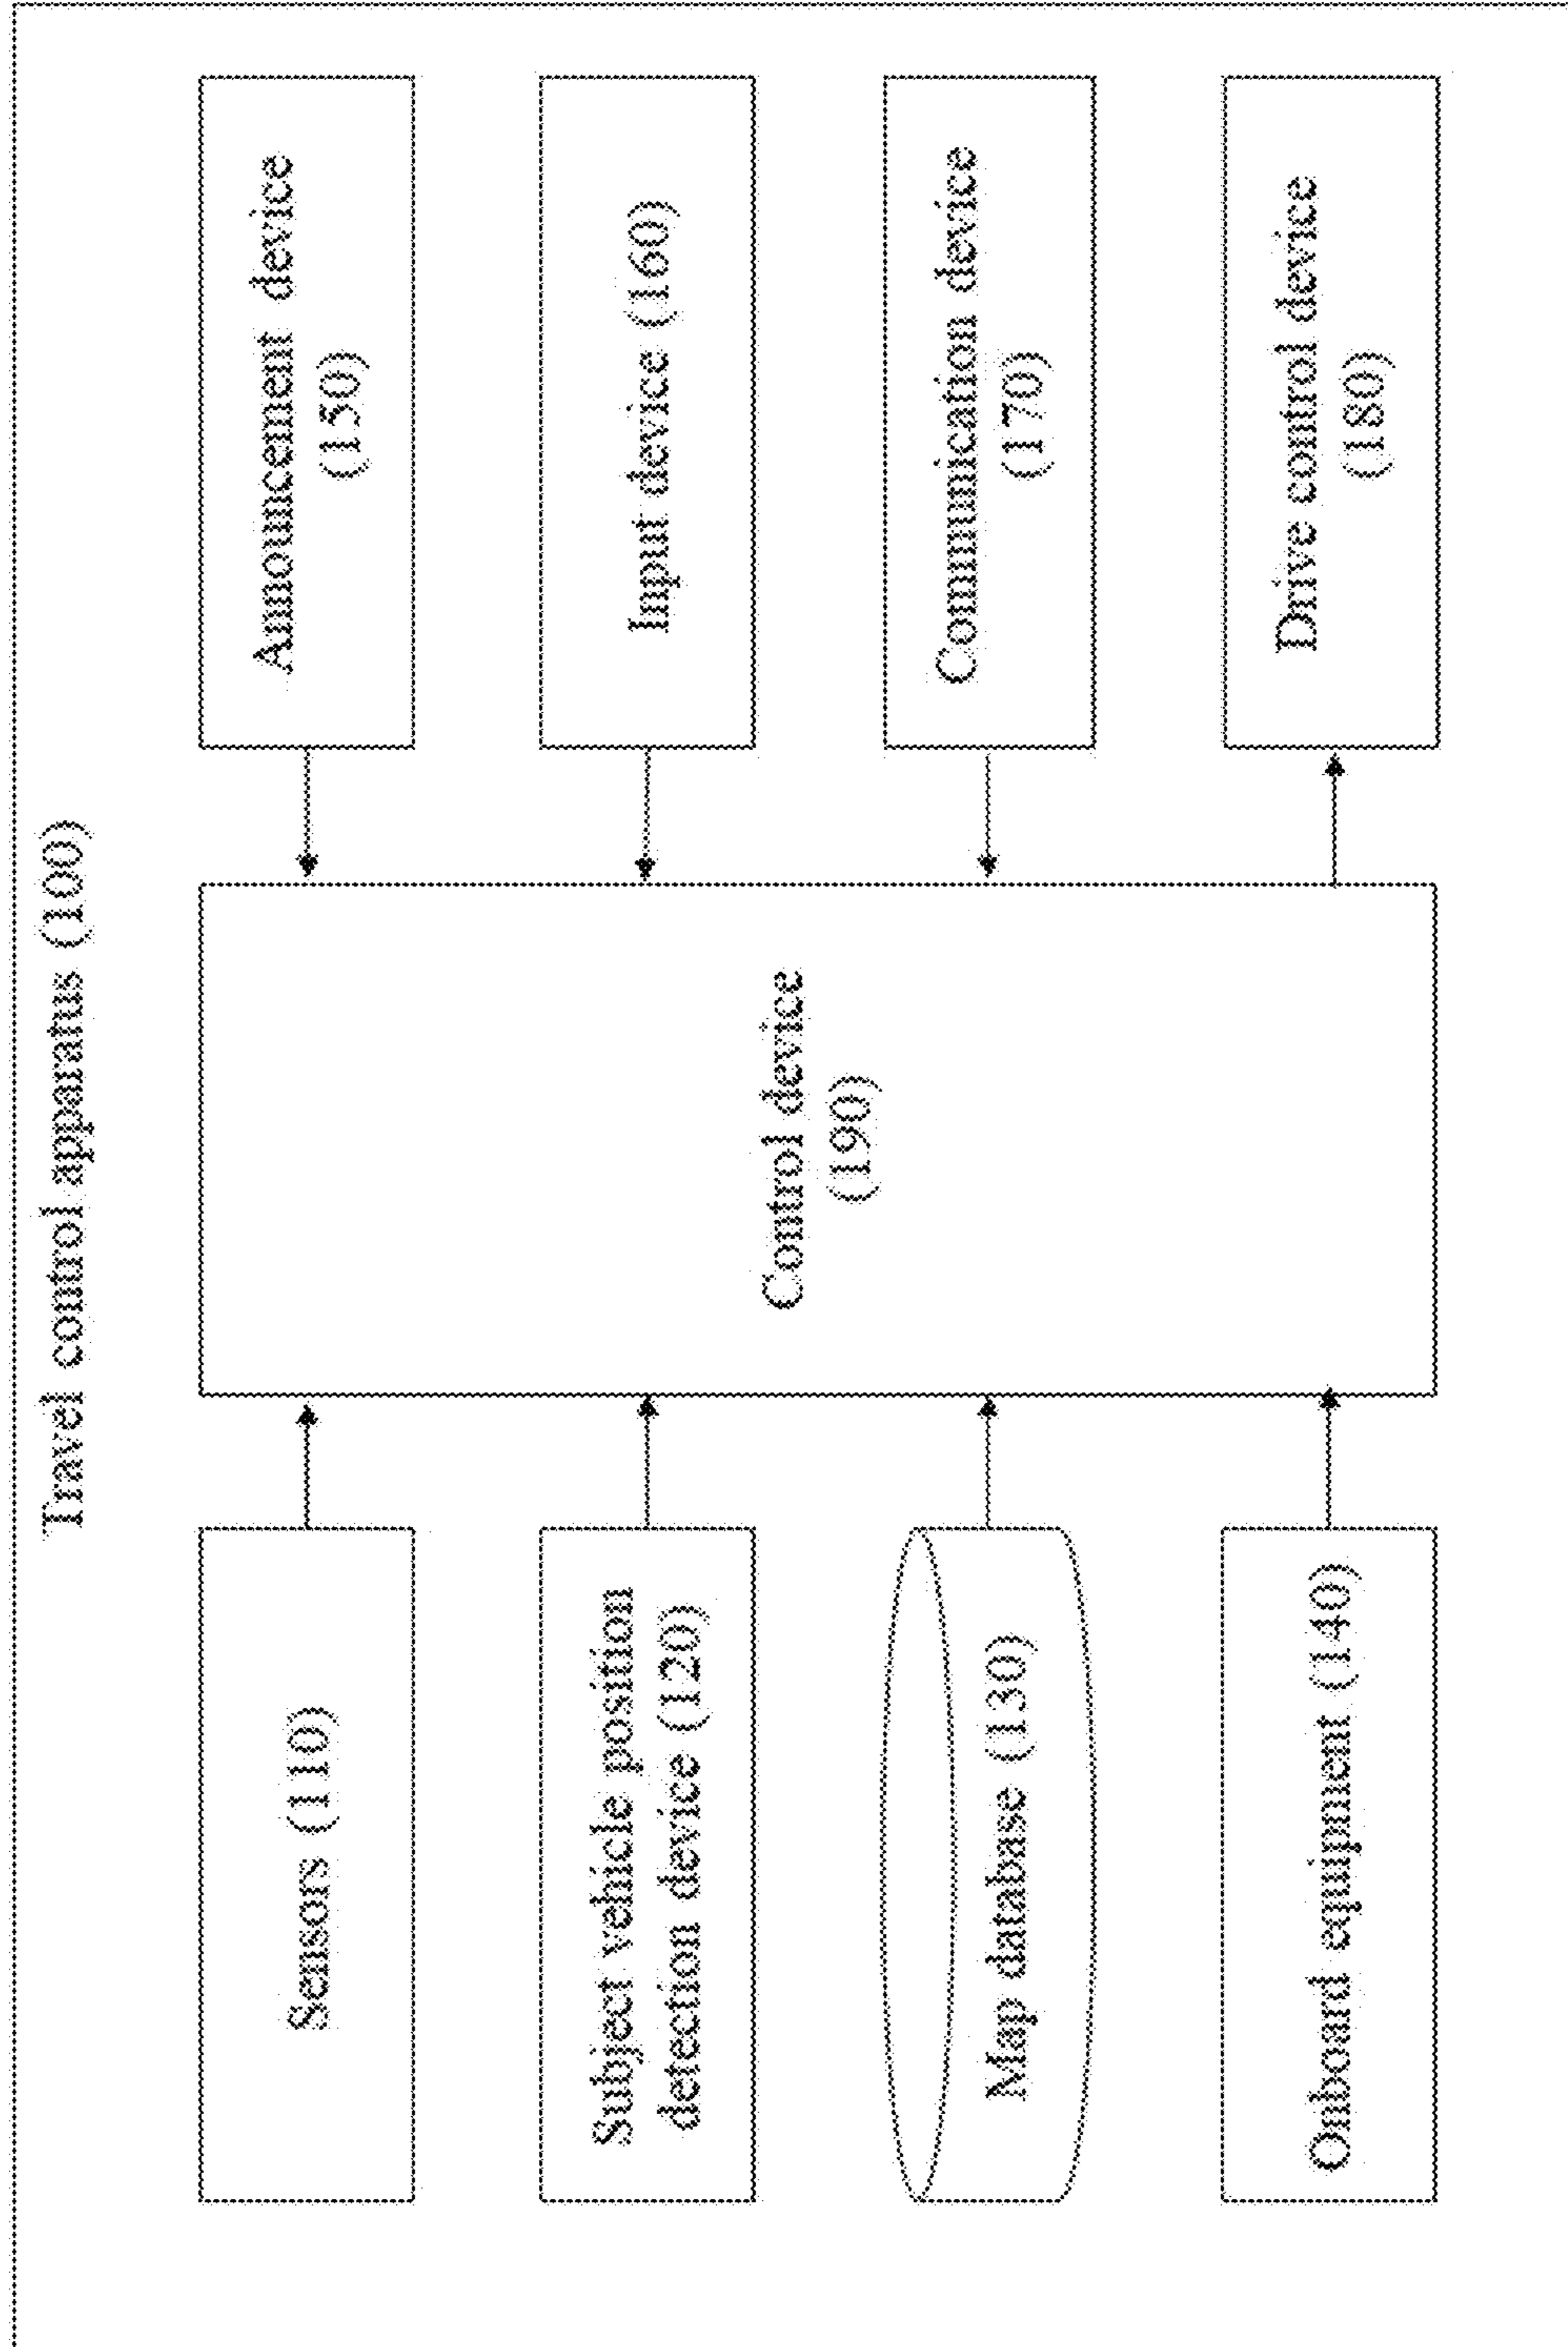 Travel control apparatus (100)
Sensors (110)
Subject vehicle position
detection device (120)
Map database (130)
Onboard equipment (140)
Control device
(190)
Announcement device
(150)
Input device (160)
Communication device
(170)
Drive control device
(180)